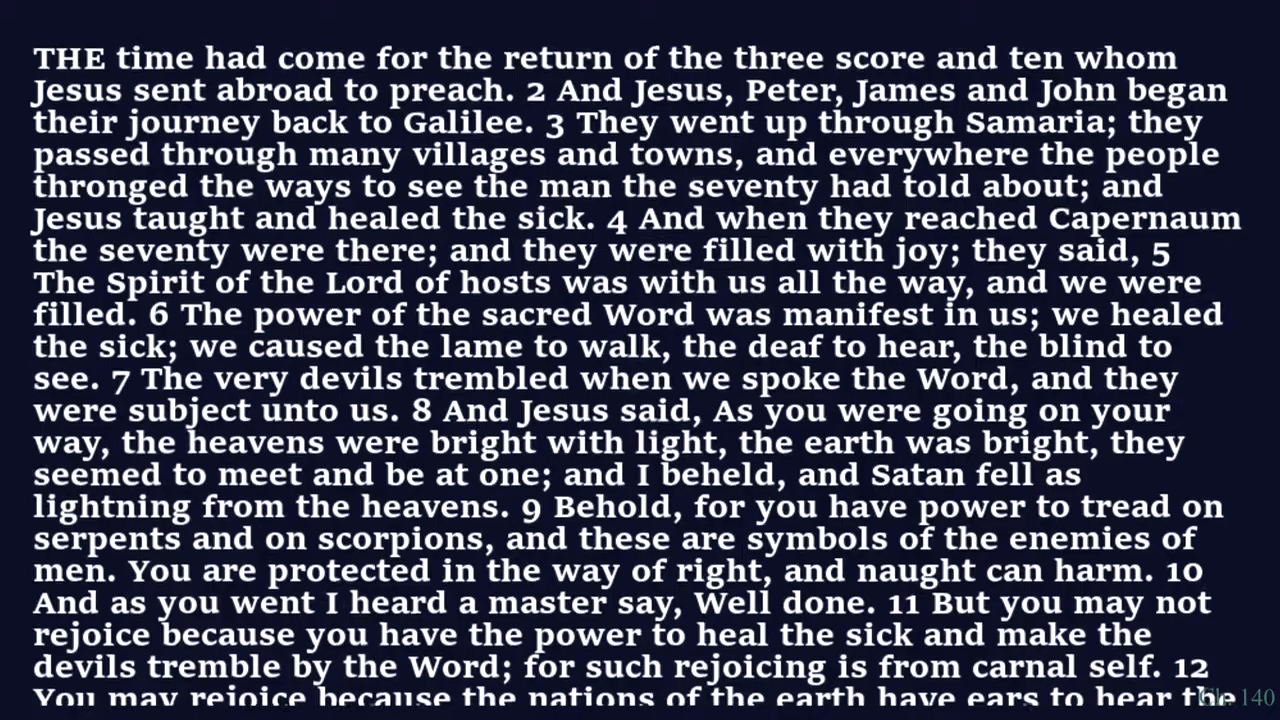 THE time had come for the return of the three score and ten whom
Jesus sent abroad to preach. 2 And Jesus, Peter, James and John began
their journey back to Galilee. 3 They went up through Samaria; they
passed through many villages and towns, and everywhere the people
thronged the ways to see the man the seventy had told about; and
Jesus taught and healed the sick. 4 And when they reached Capernaum
the seventy were there; and they were filled with joy; they said, 5
The Spirit of the Lord of hosts was with us all the way, and we were
filled. 6 The power of the sacred Word was manifest in us; we healed
the sick; we caused the lame to walk, the deaf to hear, the blind to
see. 7 The very devils trembled when we spoke the Word, and they
were subject unto us. 8 And Jesus said, As you were going on your
way, the heavens were bright with light, the earth was bright, they
seemed to meet and be at one; and I beheld, and Satan fell as
lightning from the heavens. 9 Behold, for you have power to tread on
serpents and on scorpions, and these are symbols of the enemies of
men. You are protected in the way of right, and naught can harm. 10
And as you went I heard a master say, Well done. 11 But you may not
rejoice because you have the power to heal the sick and make the
devils tremble by the Word; for such rejoicing is from carnal self. 12
You may rejoice because the nations of the earth have ears to hear the
Ch. 140